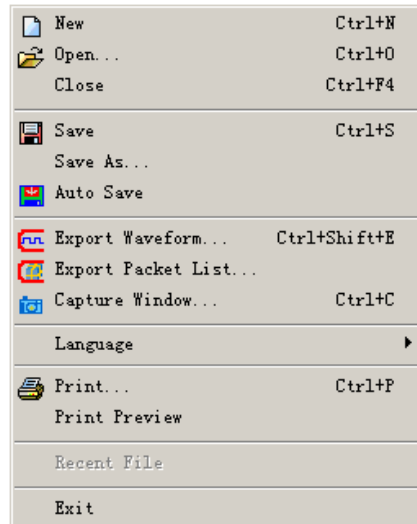 New Ctrl+N
Open... Ctrl+O
Close Ctrl+F4
Save Ctrl+S
Save As...
Auto Save
Export Waveform... Ctrl+Shift+E
Export Packet List...
Capture Window... Ctrl+C
Language
Print... Ctrl+P
Print Preview
Recent File
Exit